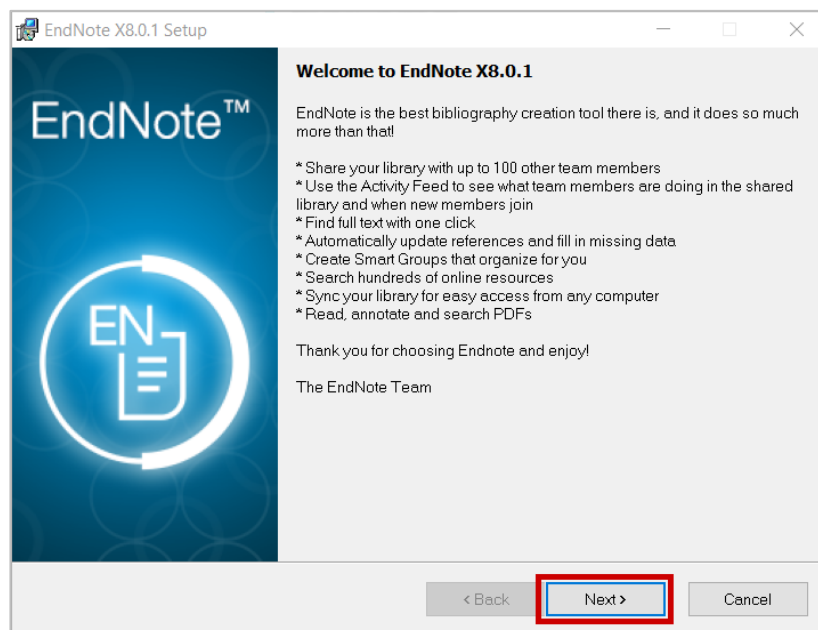 EndNote X8.0.1 Setup
EndNote™
Welcome to EndNote X8.0.1
EndNote is the best bibliography creation tool there is, and it does so much
more than that!
* Share your library with up to 100 other team members
* Use the Activity Feed to see what team members are doing in the shared
library and when new members join
* Find full text with one click
* Automatically update references and fill in missing data
* Create Smart Groups that organize for you
* Search hundreds of online resources
* Sync your library for easy access from any computer
* Read, annotate and search PDFs
Thank you for choosing Endnote and enjoy!
The EndNote Team
EN
< Back
Next >
Cancel